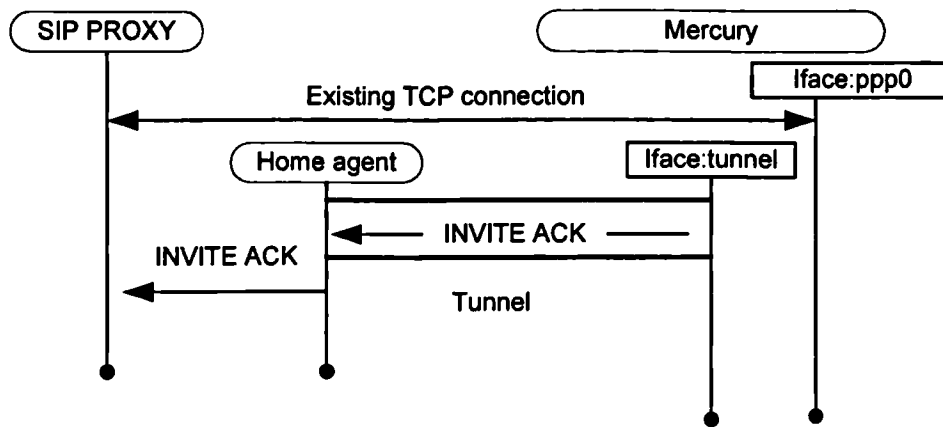 SIP PROXY
Mercury
Iface:ppp0
Existing TCP connection
Home agent
Iface:tunnel
INVITE ACK
INVITE ACK
Tunnel